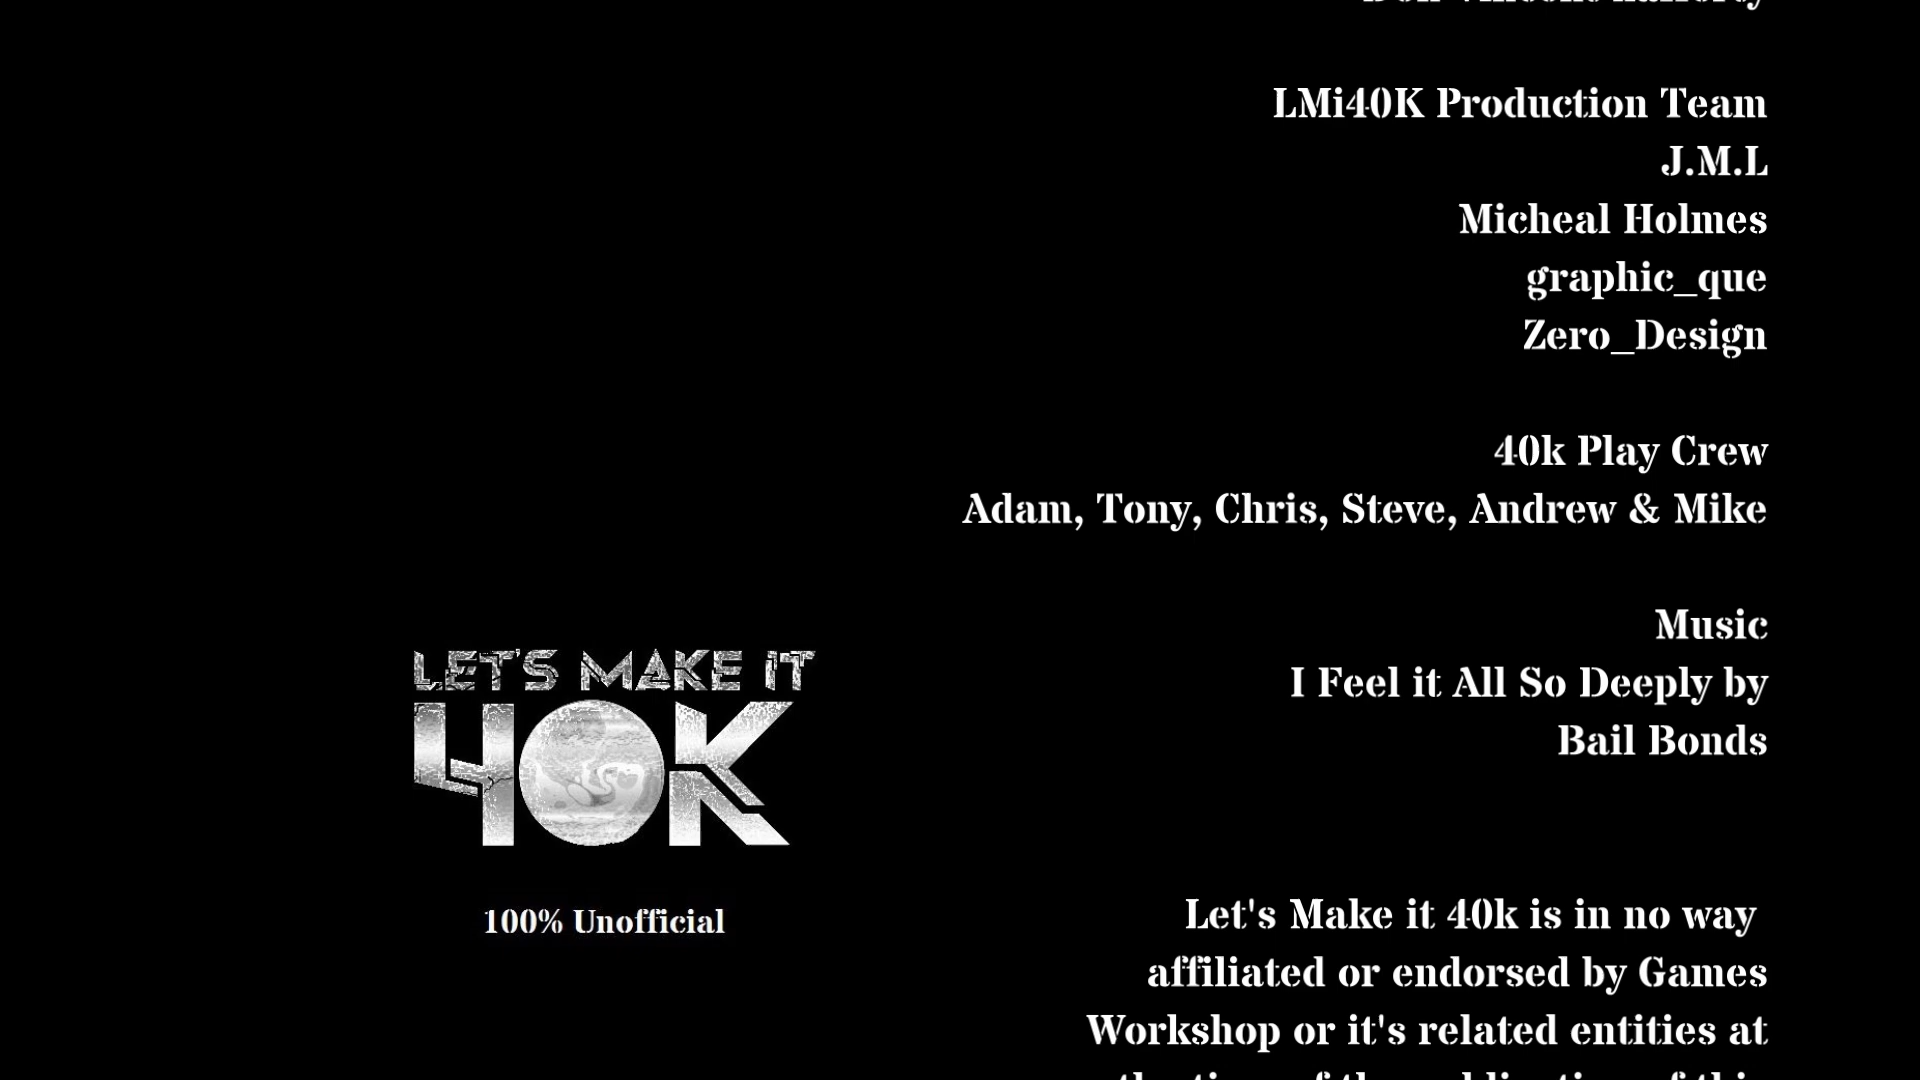 LMi40K Production Team
J.M.L
Micheal Holmes
graphic_que
Zero_Design
40k Play Crew
Adam, Tony, Chris, Steve, Andrew & Mike
Music
I Feel it All So Deeply by
Bail Bonds
LET'S MAKE IT
40K
100% Unofficial
Let's Make it 40k is in no way
affiliated or endorsed by Games
Workshop or it's related entities at